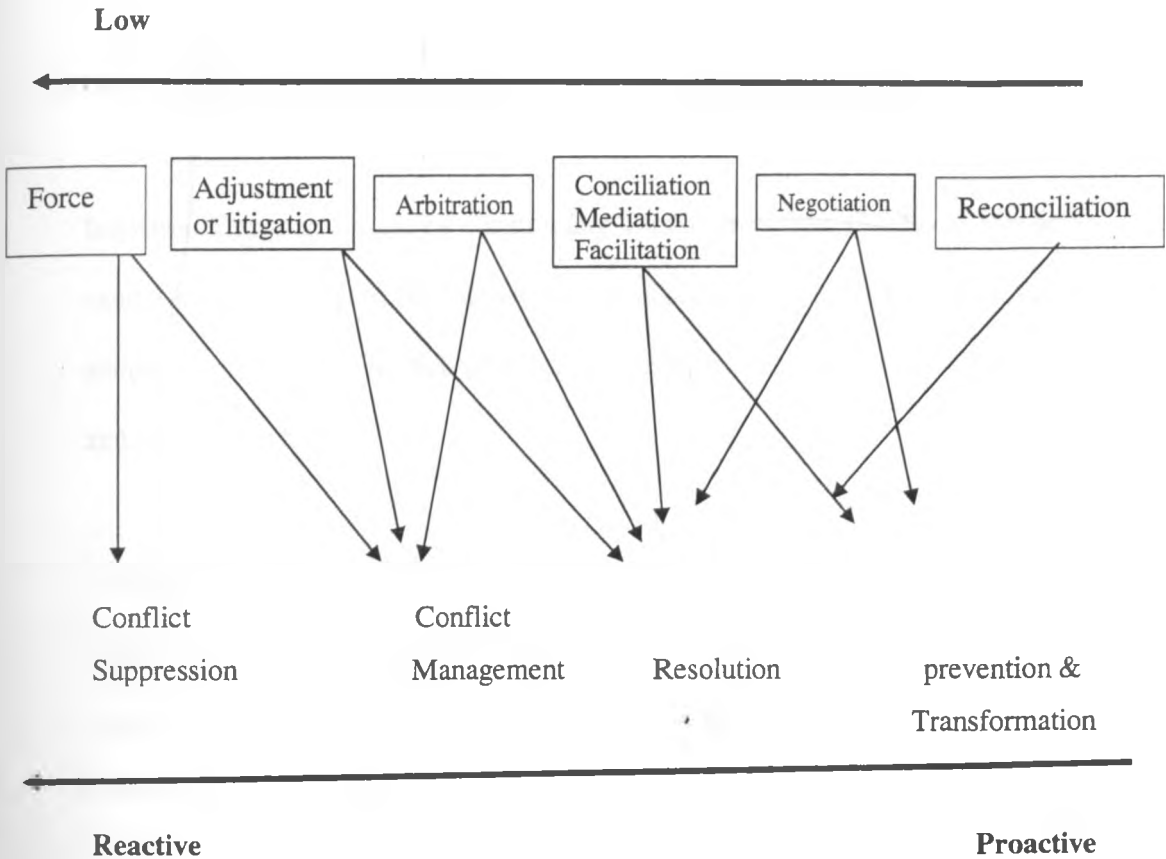 Low
Force
Adjustment
or litigation
Arbitration
Conciliation
Mediation
Facilitation
Negotiation
Reconciliation
Conflict
Suppression
Conflict
Management
Resolution
prevention &
Transformation
Reactive
Proactive